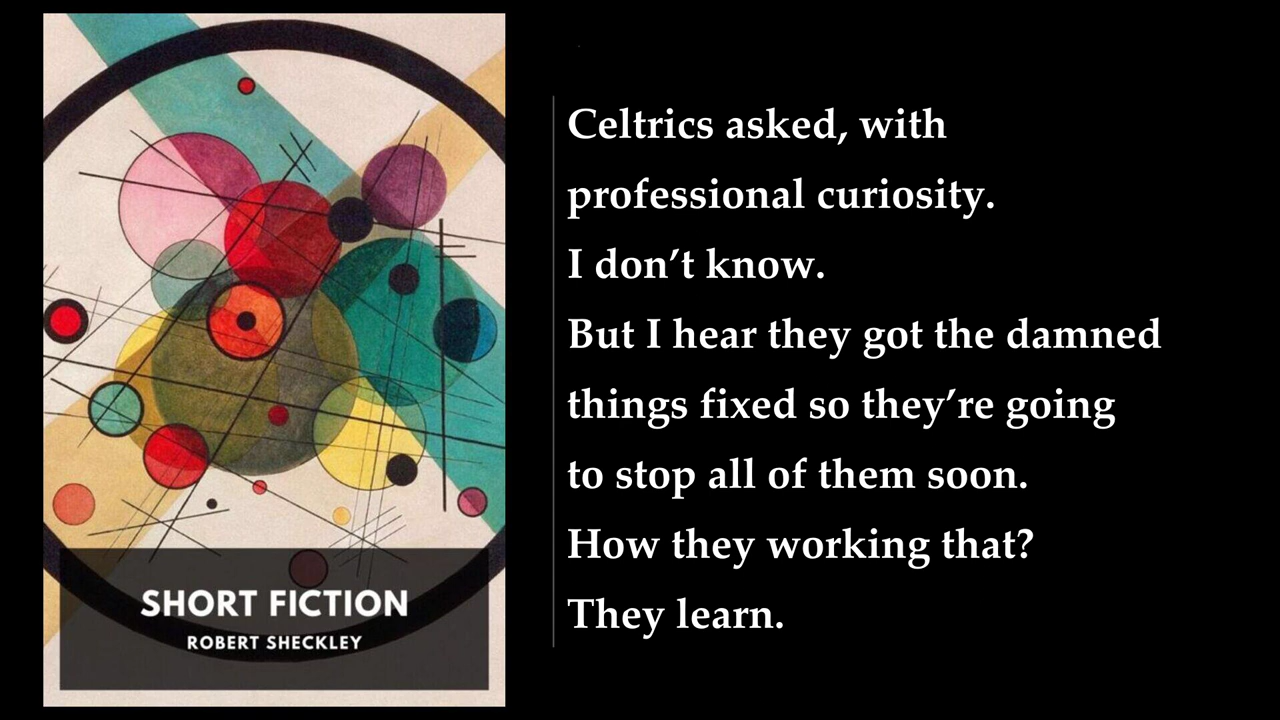 SHORT FICTION
ROBERT SHECKLEY
Celtrics asked, with
professional curiosity.
I don’t know.
But I hear they got the damned
things fixed so they’re going
to stop all of them soon.
How they working that?
They learn.